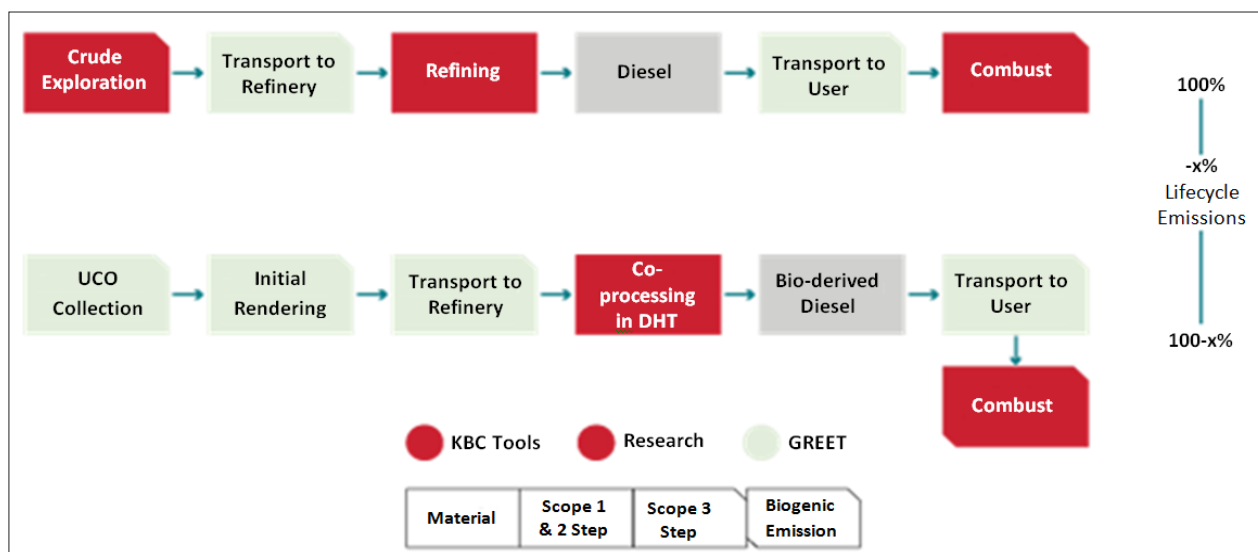 Crude
Exploration
Transport to
Refinery
Refining
Diesel
Transport to
User
Combust
100%
-x%
Lifecycle
Emissions
100-x%
UCO
Collection
Initial
Rendering
Transport to
Refinery
Co-
processing
in DHT
Bio-derived
Diesel
Transport to
User
Combust
KBC Tools
Research
GREET
Material
Scope 1
& 2 Step
Scope 3
Step
Biogenic
Emission